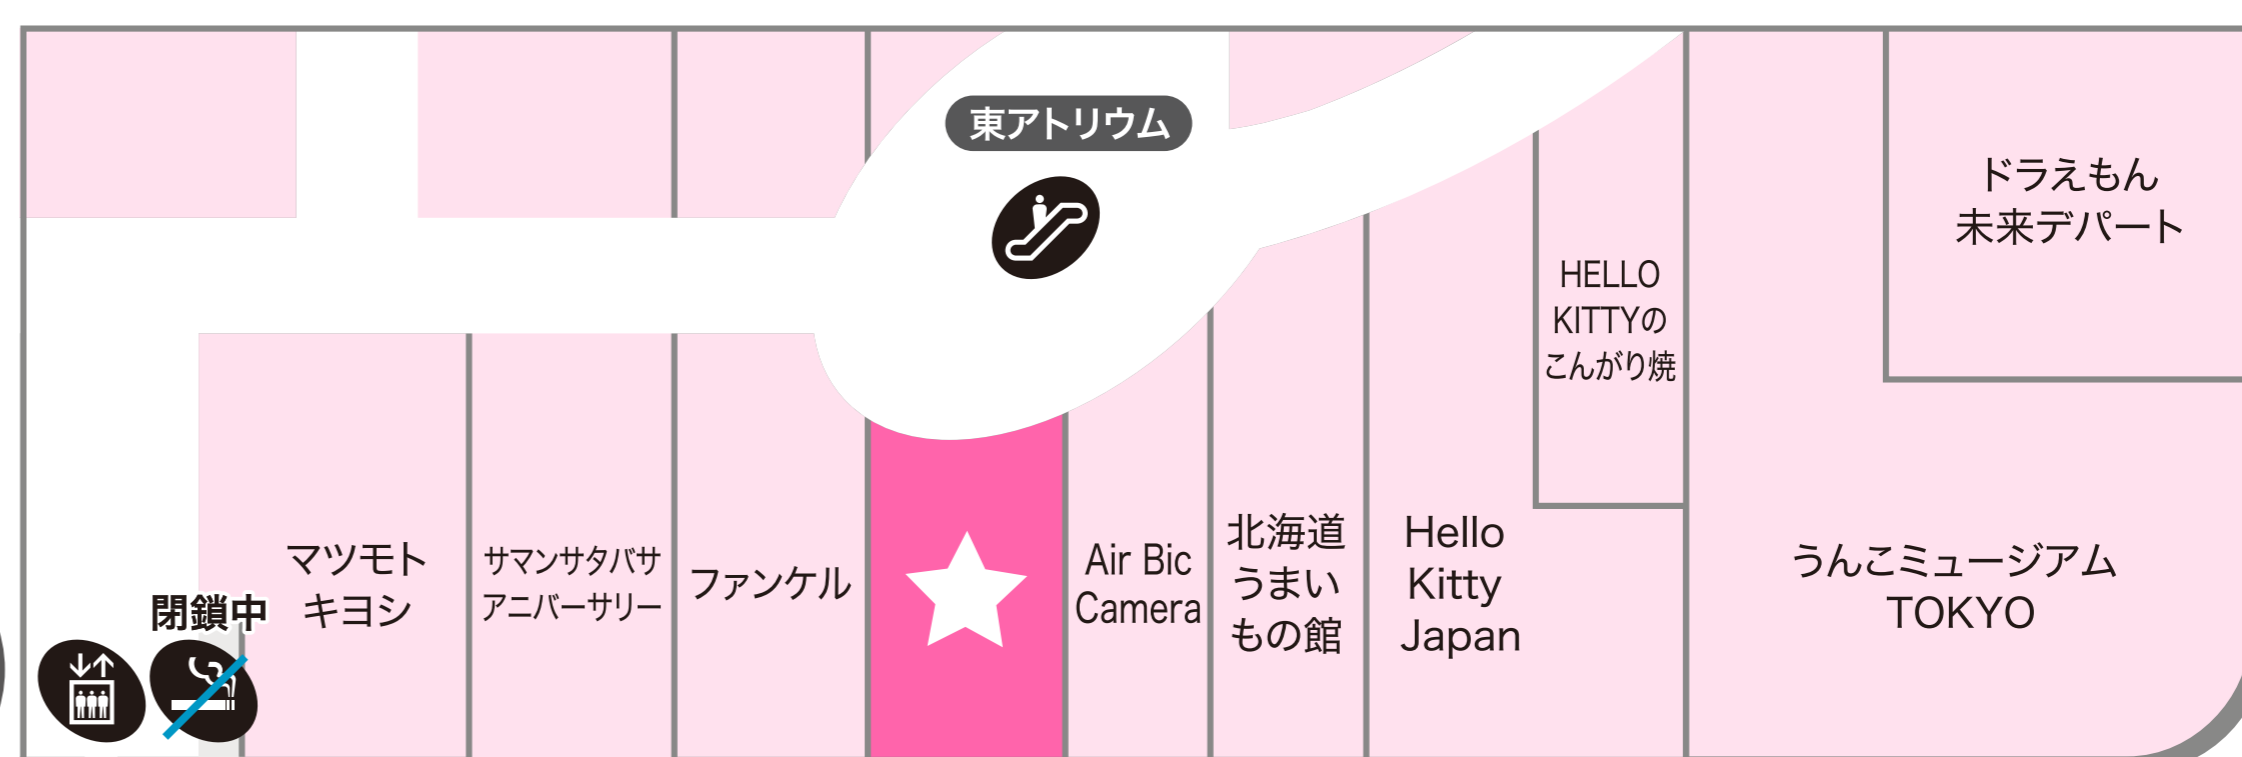 東アトリウム
ドラえもん
未来デパート
HELLO
KITTYの
こんがり焼
マツモト
キヨシ
サマンサタバサ
アニバーサリー
ファンケル
Air Bic
Camera
北海道
うまい
もの館
Hello
Kitty
Japan
うんこミュージアム
TOKYO
閉鎖中